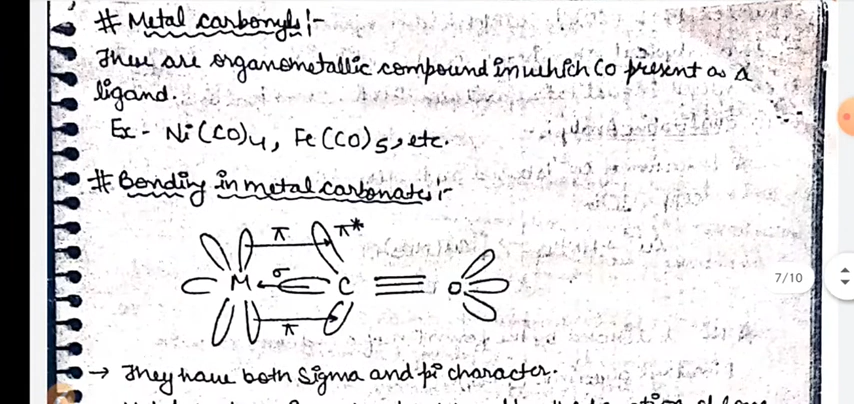 # Metal carbonyls :-
These are organometallic compound in which CO present as a
ligand.
Ex - Ni(CO)4, Fe(CO)5, etc.
# Bonding in metal carbonates :-
π π*
M σ C ≡ O
π
7/10
→ They have both Sigma and pi character.